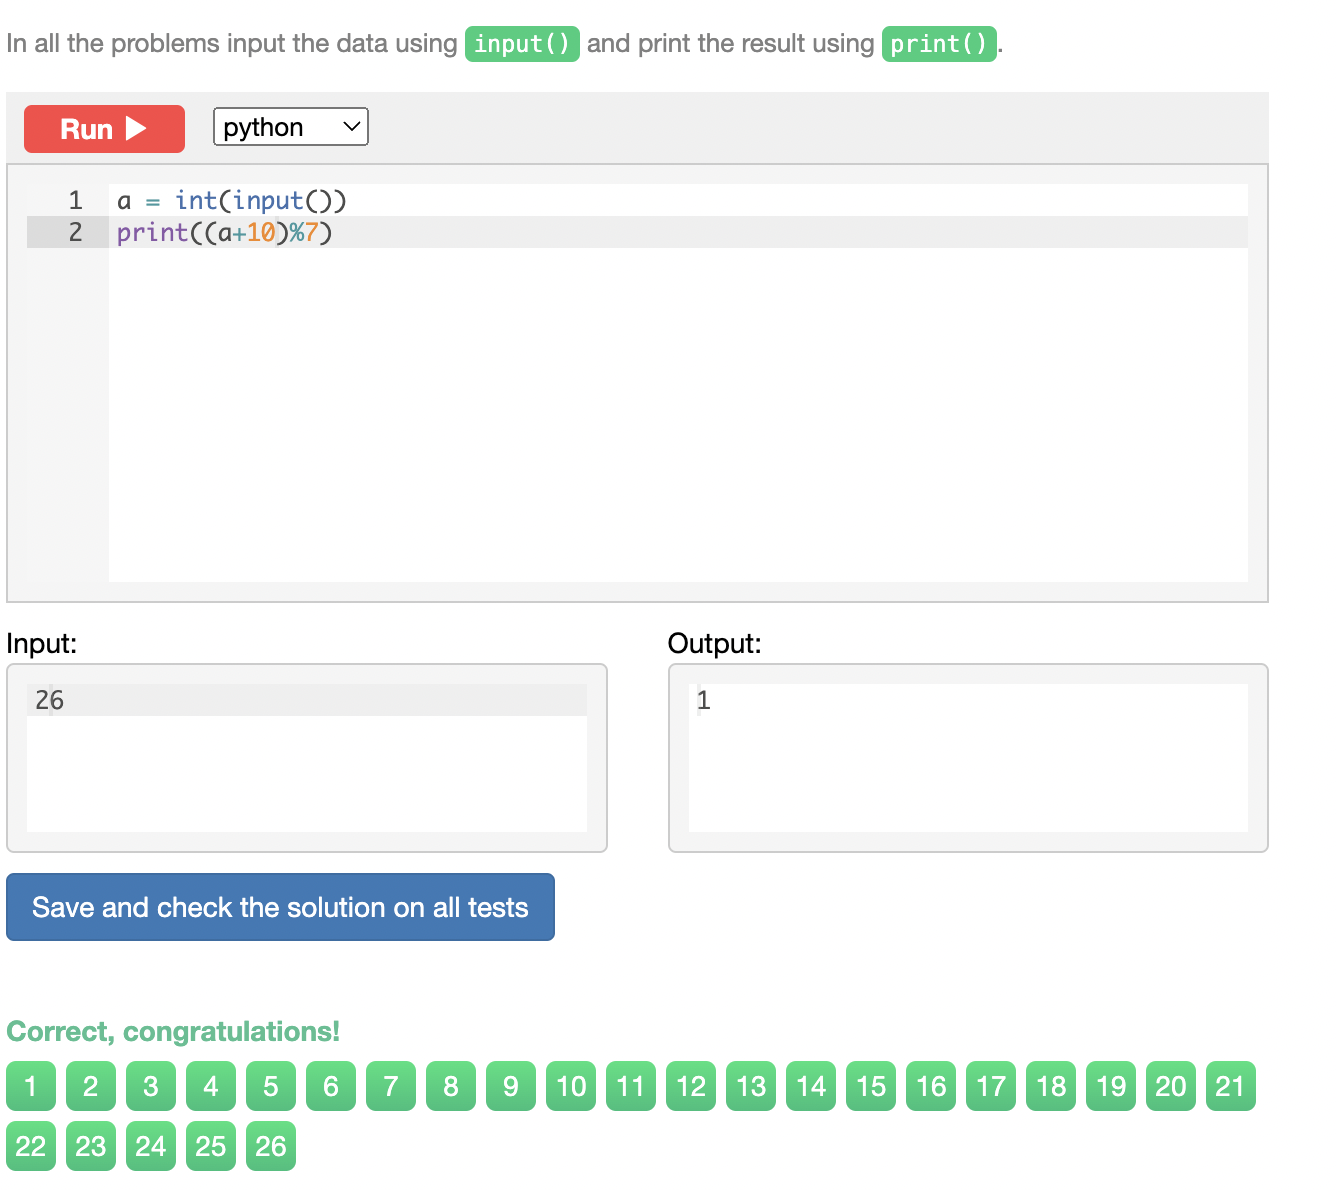 In all the problems input the data using input() and print the result using print().
Run ▶ python
1 a = int(input())
2 print((a+10)%7)
Input: Output:
26 1
Save and check the solution on all tests
Correct, congratulations!
1 2 3 4 5 6 7 8 9 10 11 12 13 14 15 16 17 18 19 20 21
22 23 24 25 26